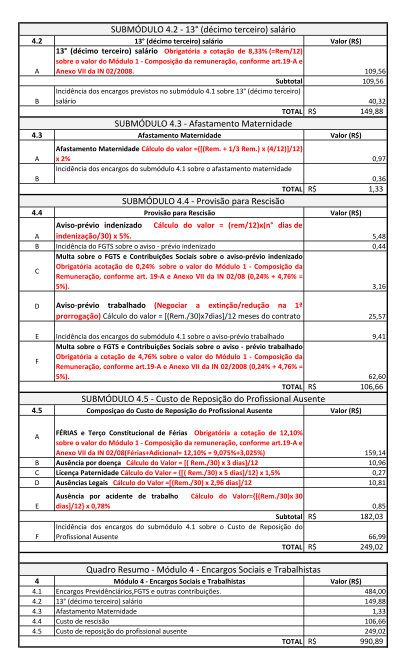 SUBMÓDULO 4.2 - 13° (décimo terceiro) salário
4.2 13° (décimo terceiro) salário Valor (R$)
13° (décimo terceiro) salário Obrigatória a cotação de 8,33% (=Rem/12)
sobre o valor do Módulo 1 - Composição da remuneração, conforme art.19-A e
A Anexo VII da IN 02/2008. 109,56
Subtotal 109,56
Incidência dos encargos previstos no submódulo 4.1 sobre 13° (décimo terceiro)
B salário 40,32
TOTAL R$ 149,88
SUBMÓDULO 4.3 - Afastamento Maternidade
4.3 Afastamento Maternidade Valor (R$)
Afastamento Maternidade Cálculo do valor =([(Rem. + 1/3 Rem.) x (4/12)]/12)
A x 2% 0,97
Incidência dos encargos do submódulo 4.1 sobre o afastamento maternidade
B 0,36
TOTAL R$ 1,33
SUBMÓDULO 4.4 - Provisão para Rescisão
4.4 Provisão para Rescisão Valor (R$)
Aviso-prévio indenizado Cálculo do valor = (rem/12)x(n° dias de
A indenização/30) x 5%. 5,48
B Incidência do FGTS sobre o aviso - prévio indenizado 0,44
Multa sobre o FGTS e Contribuições Sociais sobre o aviso-prévio indenizado
C Obrigatória acotação de 0,24% sobre o valor do Módulo 1 - Composição da
Remuneração, conforme art. 19-A e Anexo VII da IN 02/08 (0,24% + 4,76% =
5%). 3,16
D Aviso-prévio trabalhado (Negociar a extinção/redução na 1ª
prorrogação) Cálculo do valor = [(Rem./30)x7dias]/12 meses do contrato 25,57
E Incidência dos encargos do submódulo 4.1 sobre o aviso-prévio trabalhado 9,41
Multa sobre o FGTS e Contribuições Sociais sobre o aviso - prévio trabalhado
F Obrigatória a cotação de 4,76% sobre o valor do Módulo 1 - Composição da
Remuneração, conforme art.19-A e Anexo VII da IN 02/2008 (0,24% + 4,76% =
5%). 62,60
TOTAL R$ 106,66
SUBMÓDULO 4.5 - Custo de Reposição do Profissional Ausente
4.5 Composiçao do Custo de Reposição do Profissional Ausente Valor (R$)
A FÉRIAS e Terço Constitucional de Férias Obrigatória a cotação de 12,10%
sobre o valor do Módulo 1 - Composição da remuneração, conforme art.19-A e
Anexo VII da IN 02/08(Férias+Adicional= 12,10% = 9,075%+3,025%) 159,14
B Ausência por doença Cálculo do Valor = [( Rem./30) x 3 dias]/12 10,96
C Licença Paternidade Cálculo do Valor = ([( Rem./30) x 5 dias]/12) x 1,5% 0,27
D Ausências Legais Cálculo do Valor =[(Rem./30) x 2,96 dias]/12 10,81
Ausência por acidente de trabalho Cálculo do Valor=([(Rem./30)x 30
E dias]/12) x 0,78% 0,85
Subtotal R$ 182,03
Incidência dos encargos do submódulo 4.1 sobre o Custo de Reposição do
F Profissional Ausente 66,99
TOTAL R$ 249,02
Quadro Resumo - Módulo 4 - Encargos Sociais e Trabalhistas
4 Módulo 4 - Encargos Sociais e Trabalhistas Valor (R$)
4.1 Encargos Previdênciários,FGTS e outras contribuições. 484,00
4.2 13° (décimo terceiro) salário 149,88
4.3 Afastamento Maternidade 1,33
4.4 Custo de rescisão 106,66
4.5 Custo de reposição do profissional ausente 249,02
TOTAL R$ 990,89